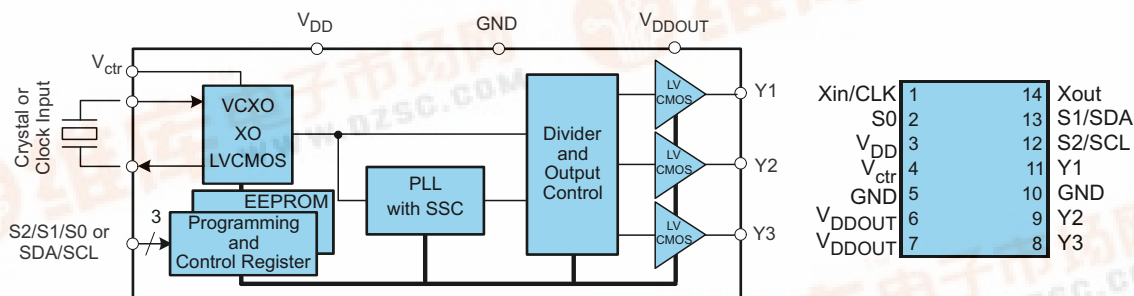 VDD
GND
VDDOUT
Vctr
Crystal or
Clock Input
VCXO
XO
LVCMOS
EEPROM
Programming
and
Control Register
S2/S1/S0 or
SDA/SCL
3
PLL
with SSC
Divider
and
Output
Control
LV
CMOS
Y1
LV
CMOS
Y2
LV
CMOS
Y3
Xin/CLK 1 14 Xout
S0 2 13 S1/SDA
VDD 3 12 S2/SCL
Vctr 4 11 Y1
GND 5 10 GND
VDDOUT 6 9 Y2
VDDOUT 7 8 Y3
WWW.DZSC.COM